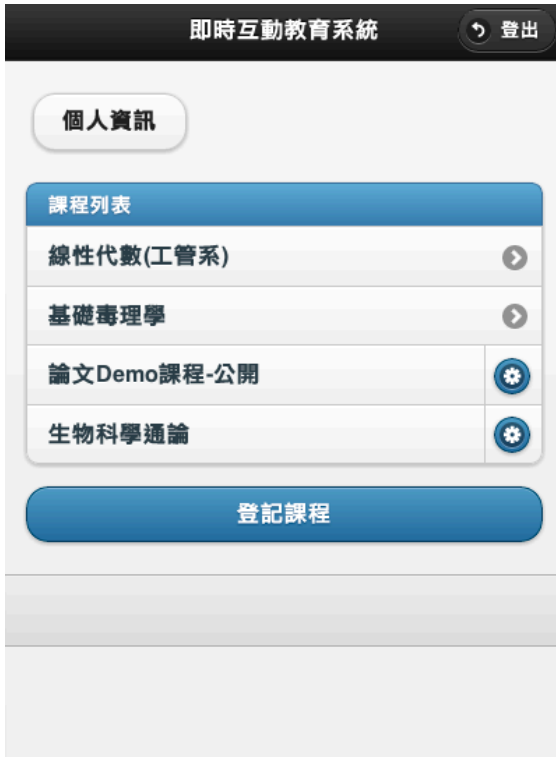 即時互動教育系統
登出
個人資訊
課程列表
線性代數(工管系)
基礎毒理學
論文Demo課程-公開
生物科學通論
登記課程